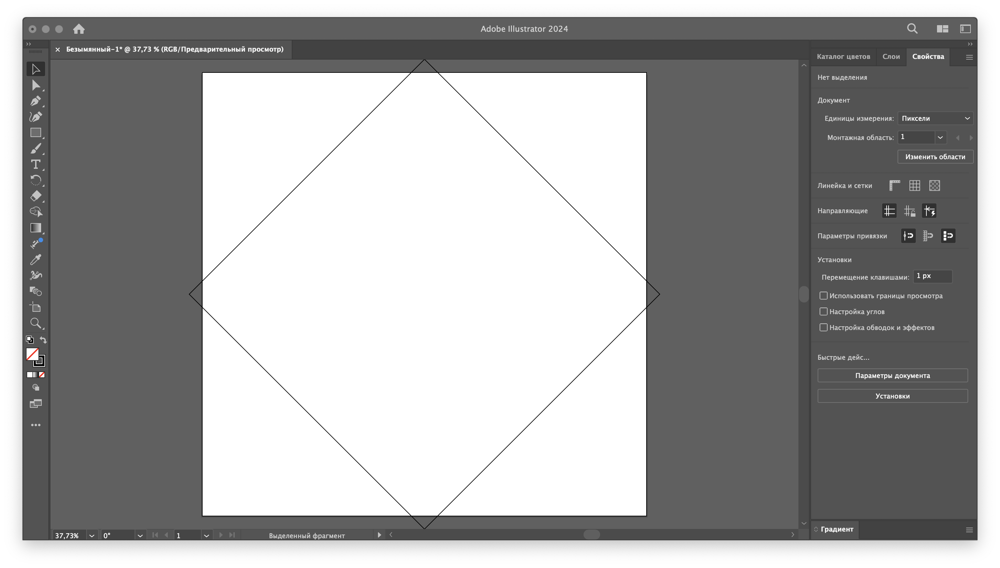 Adobe Illustrator 2024
Безымянный-1* @ 37,73 % (RGB/Предварительный просмотр)
Каталог цветов
Слои
Свойства
Нет выделения
Документ
Единицы измерения: Пиксели
Монтажная область: 1
Изменить области
Линейка и сетки
Направляющие
Параметры привязки
Установки
Перемещение клавишами: 1 px
Использовать границы просмотра
Настройка углов
Настройка обводок и эффектов
Быстрые дейс...
Параметры документа
Установки
Градиент
37,73% 0° 1 Выделенный фрагмент